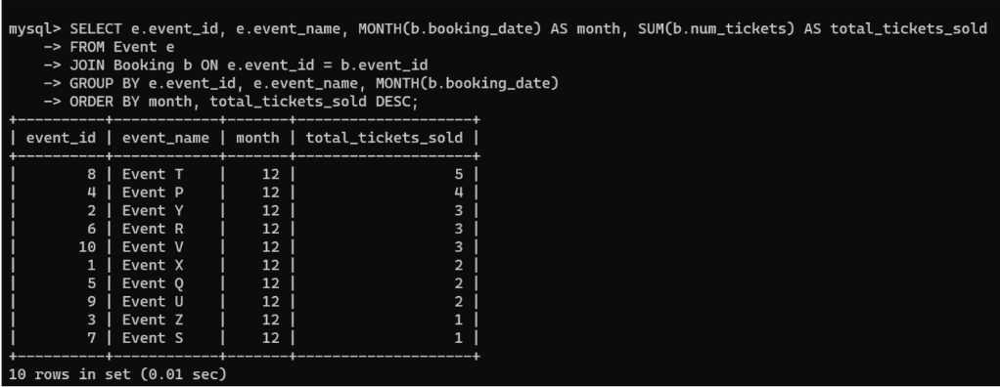 mysql> SELECT e.event_id, e.event_name, MONTH(b.booking_date) AS month, SUM(b.num_tickets) AS total_tickets_sold
    -> FROM Event e
    -> JOIN Booking b ON e.event_id = b.event_id
    -> GROUP BY e.event_id, e.event_name, MONTH(b.booking_date)
    -> ORDER BY month, total_tickets_sold DESC;
+----------+------------+-------+--------------------+
| event_id | event_name | month | total_tickets_sold |
+----------+------------+-------+--------------------+
|        8 | Event T    |    12 |                  5 |
|        4 | Event P    |    12 |                  4 |
|        2 | Event Y    |    12 |                  3 |
|        6 | Event R    |    12 |                  3 |
|       10 | Event V    |    12 |                  3 |
|        1 | Event X    |    12 |                  2 |
|        5 | Event Q    |    12 |                  2 |
|        9 | Event U    |    12 |                  2 |
|        3 | Event Z    |    12 |                  1 |
|        7 | Event S    |    12 |                  1 |
+----------+------------+-------+--------------------+
10 rows in set (0.01 sec)